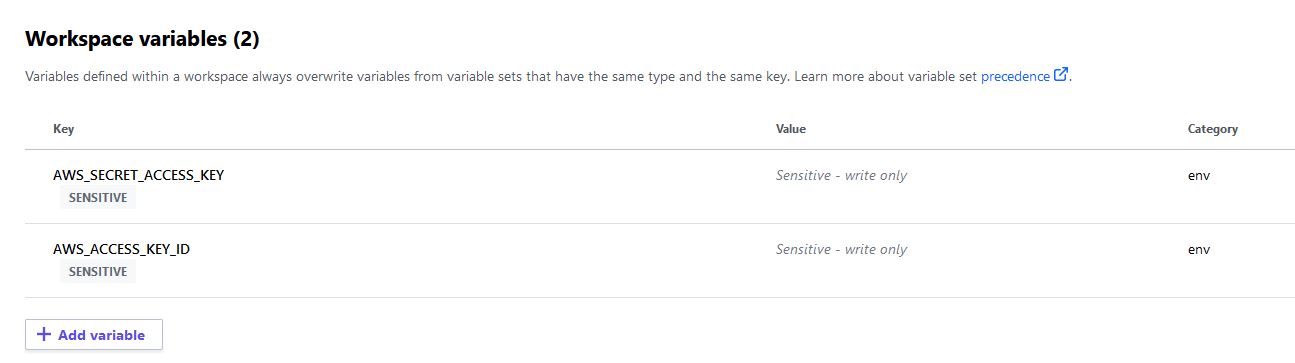 Workspace variables (2)
Variables defined within a workspace always overwrite variables from variable sets that have the same type and the same key. Learn more about variable set precedence.
Key Value Category
AWS_SECRET_ACCESS_KEY Sensitive - write only env
SENSITIVE
AWS_ACCESS_KEY_ID Sensitive - write only env
SENSITIVE
+ Add variable